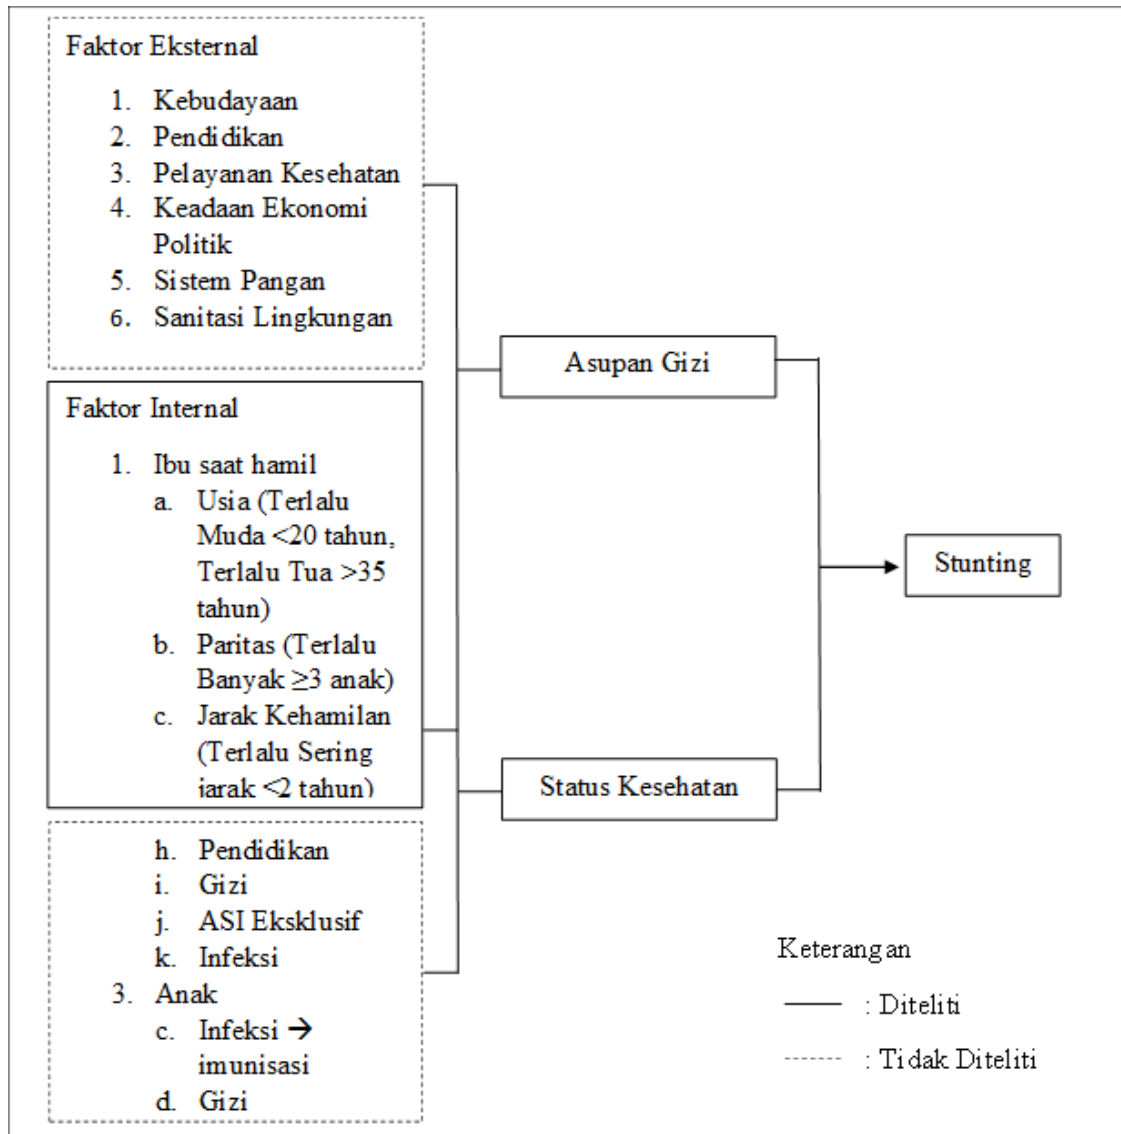 Faktor Eksternal
1. Kebudayaan
2. Pendidikan
3. Pelayanan Kesehatan
4. Keadaan Ekonomi
Politik
5. Sistem Pangan
6. Sanitasi Lingkungan
Faktor Internal
1. Ibu saat hamil
a. Usia (Terlalu
Muda <20 tahun,
Terlalu Tua >35
tahun)
b. Paritas (Terlalu
Banyak ≥3 anak)
c. Jarak Kehamilan
(Terlalu Sering
jarak <2 tahun)
h. Pendidikan
i. Gizi
j. ASI Eksklusif
k. Infeksi
3. Anak
c. Infeksi →
imunisasi
d. Gizi
Asupan Gizi
Status Kesehatan
Stunting
Keterangan
: Diteliti
: Tidak Diteliti